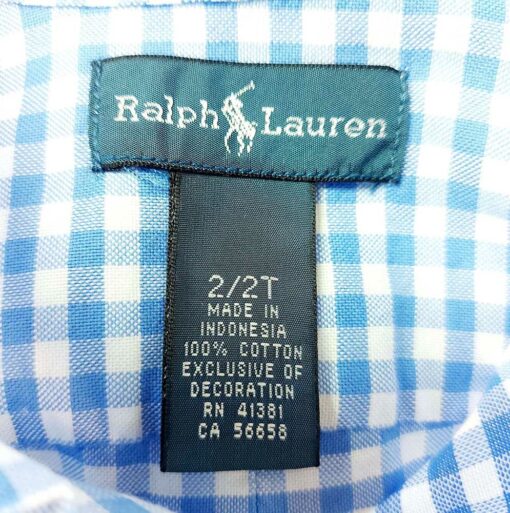 Ralph Lauren
2/2T
MADE IN
INDONESIA
100% COTTON
EXCLUSIVE OF
DECORATION
RN 41381
CA 56658